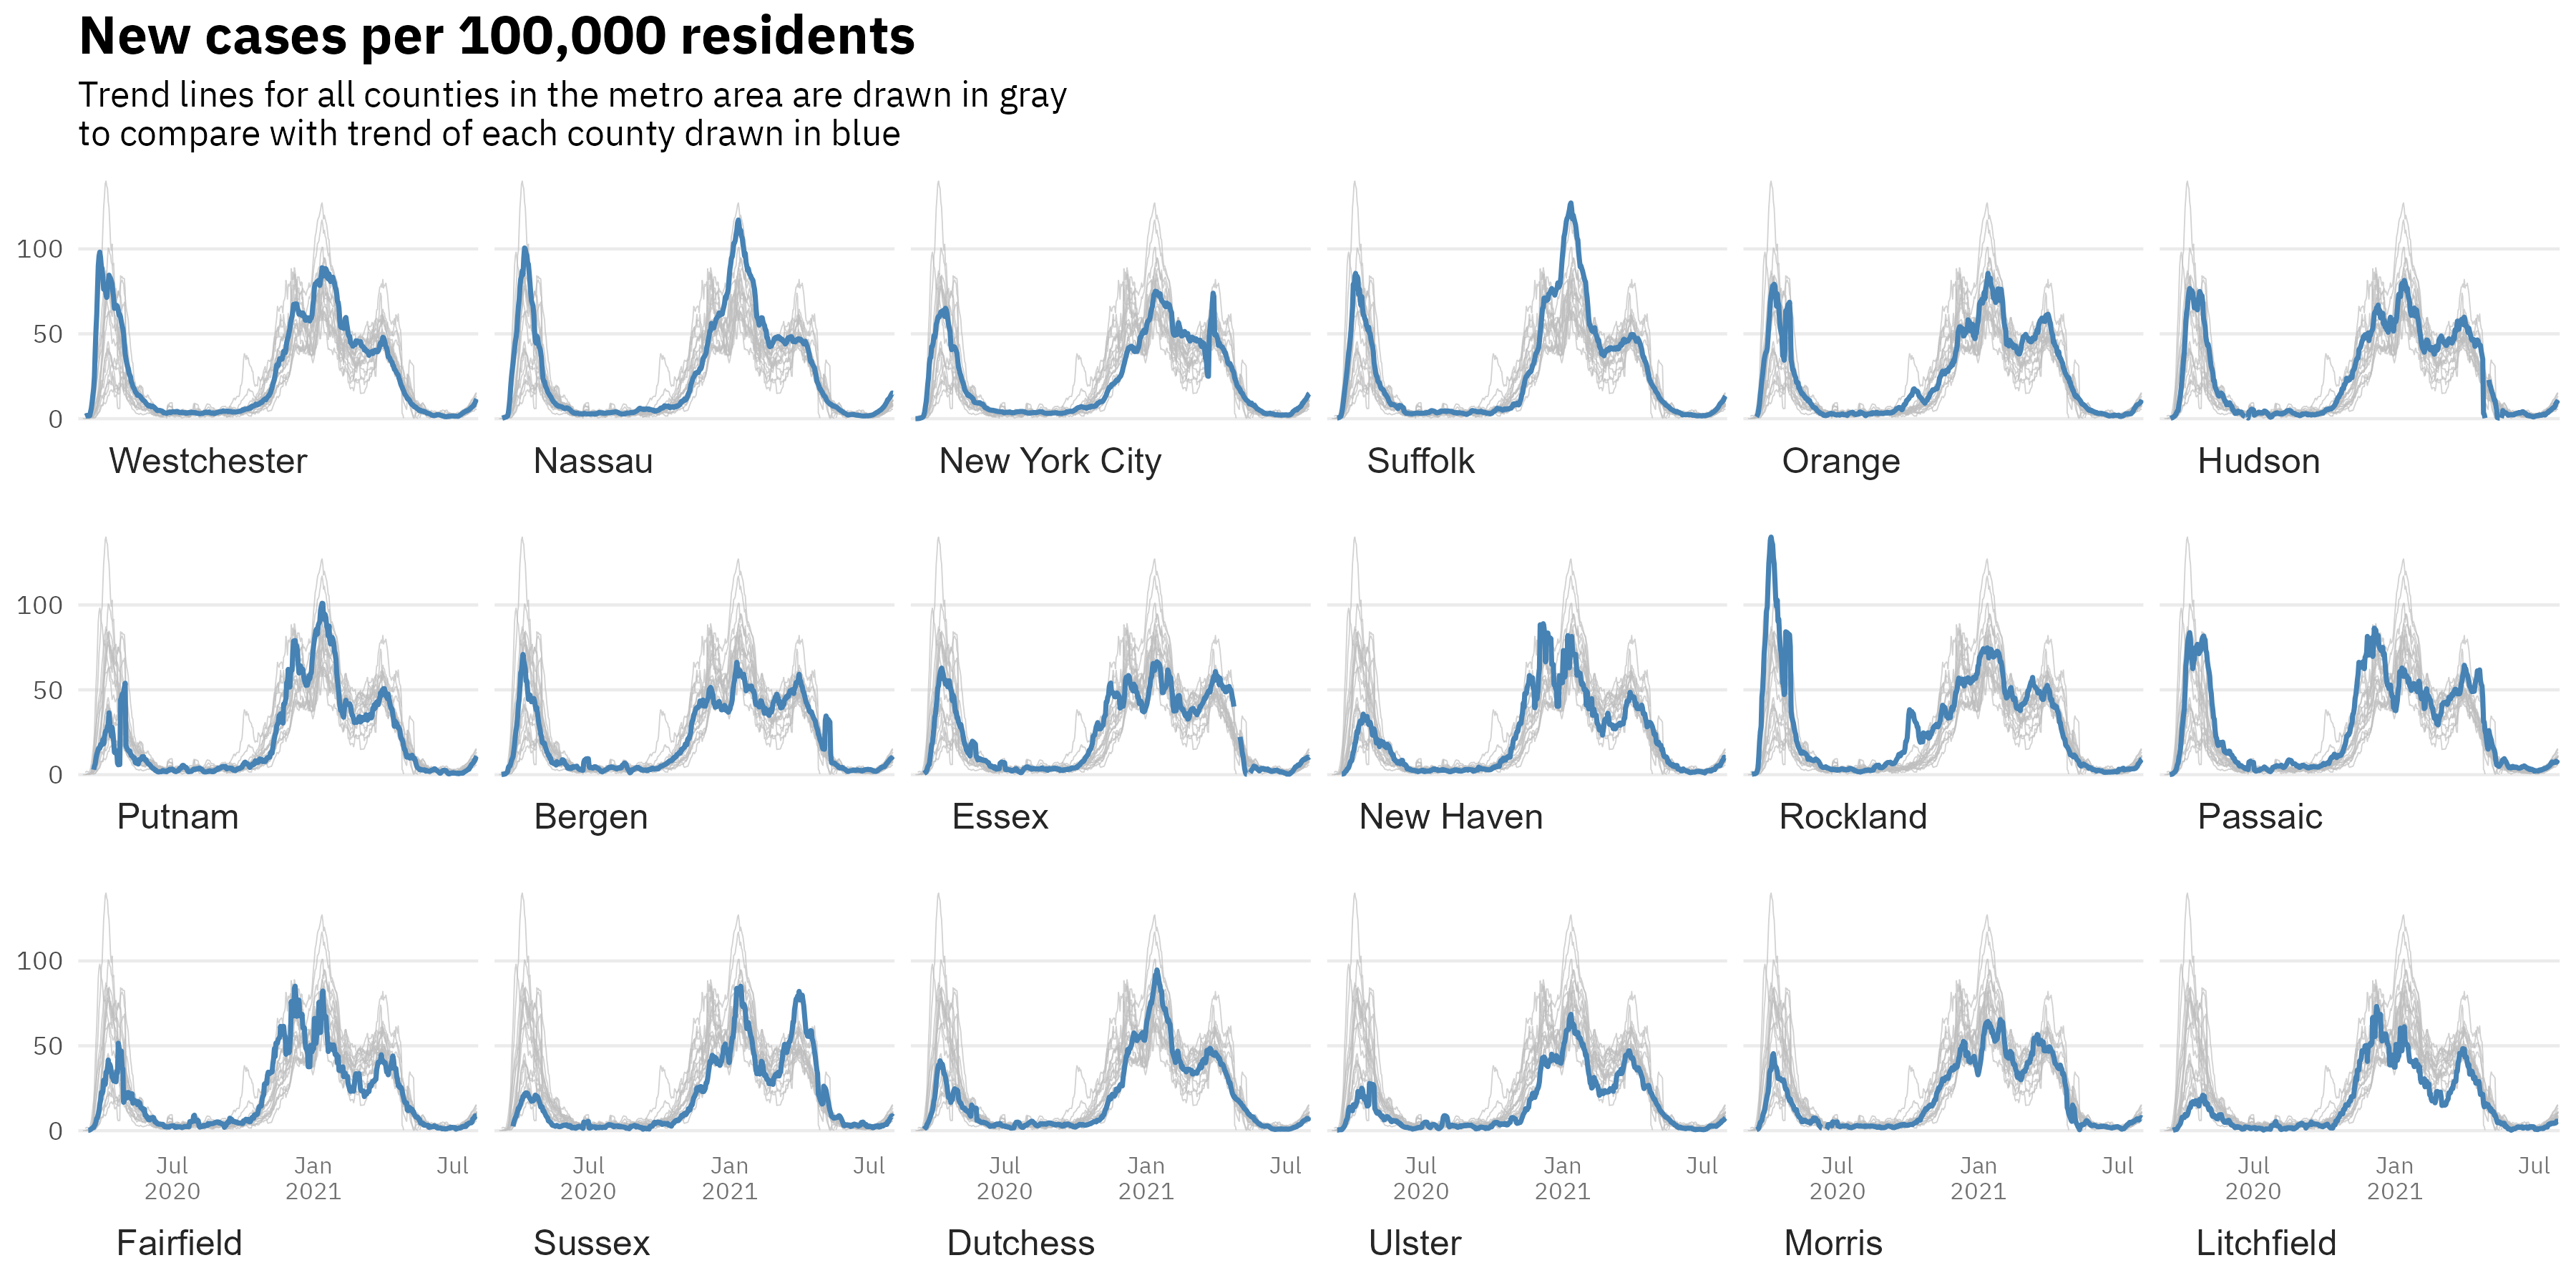 New cases per 100,000 residents
Trend lines for all counties in the metro area are drawn in gray
to compare with trend of each county drawn in blue
100
50
0
Westchester
Nassau
New York City
Suffolk
Orange
Hudson
100
50
0
Putnam
Bergen
Essex
New Haven
Rockland
Passaic
100
50
0
Jul Jan Jul
2020 2021
Jul Jan Jul
2020 2021
Jul Jan Jul
2020 2021
Jul Jan Jul
2020 2021
Jul Jan Jul
2020 2021
Jul Jan Jul
2020 2021
Fairfield
Sussex
Dutchess
Ulster
Morris
Litchfield